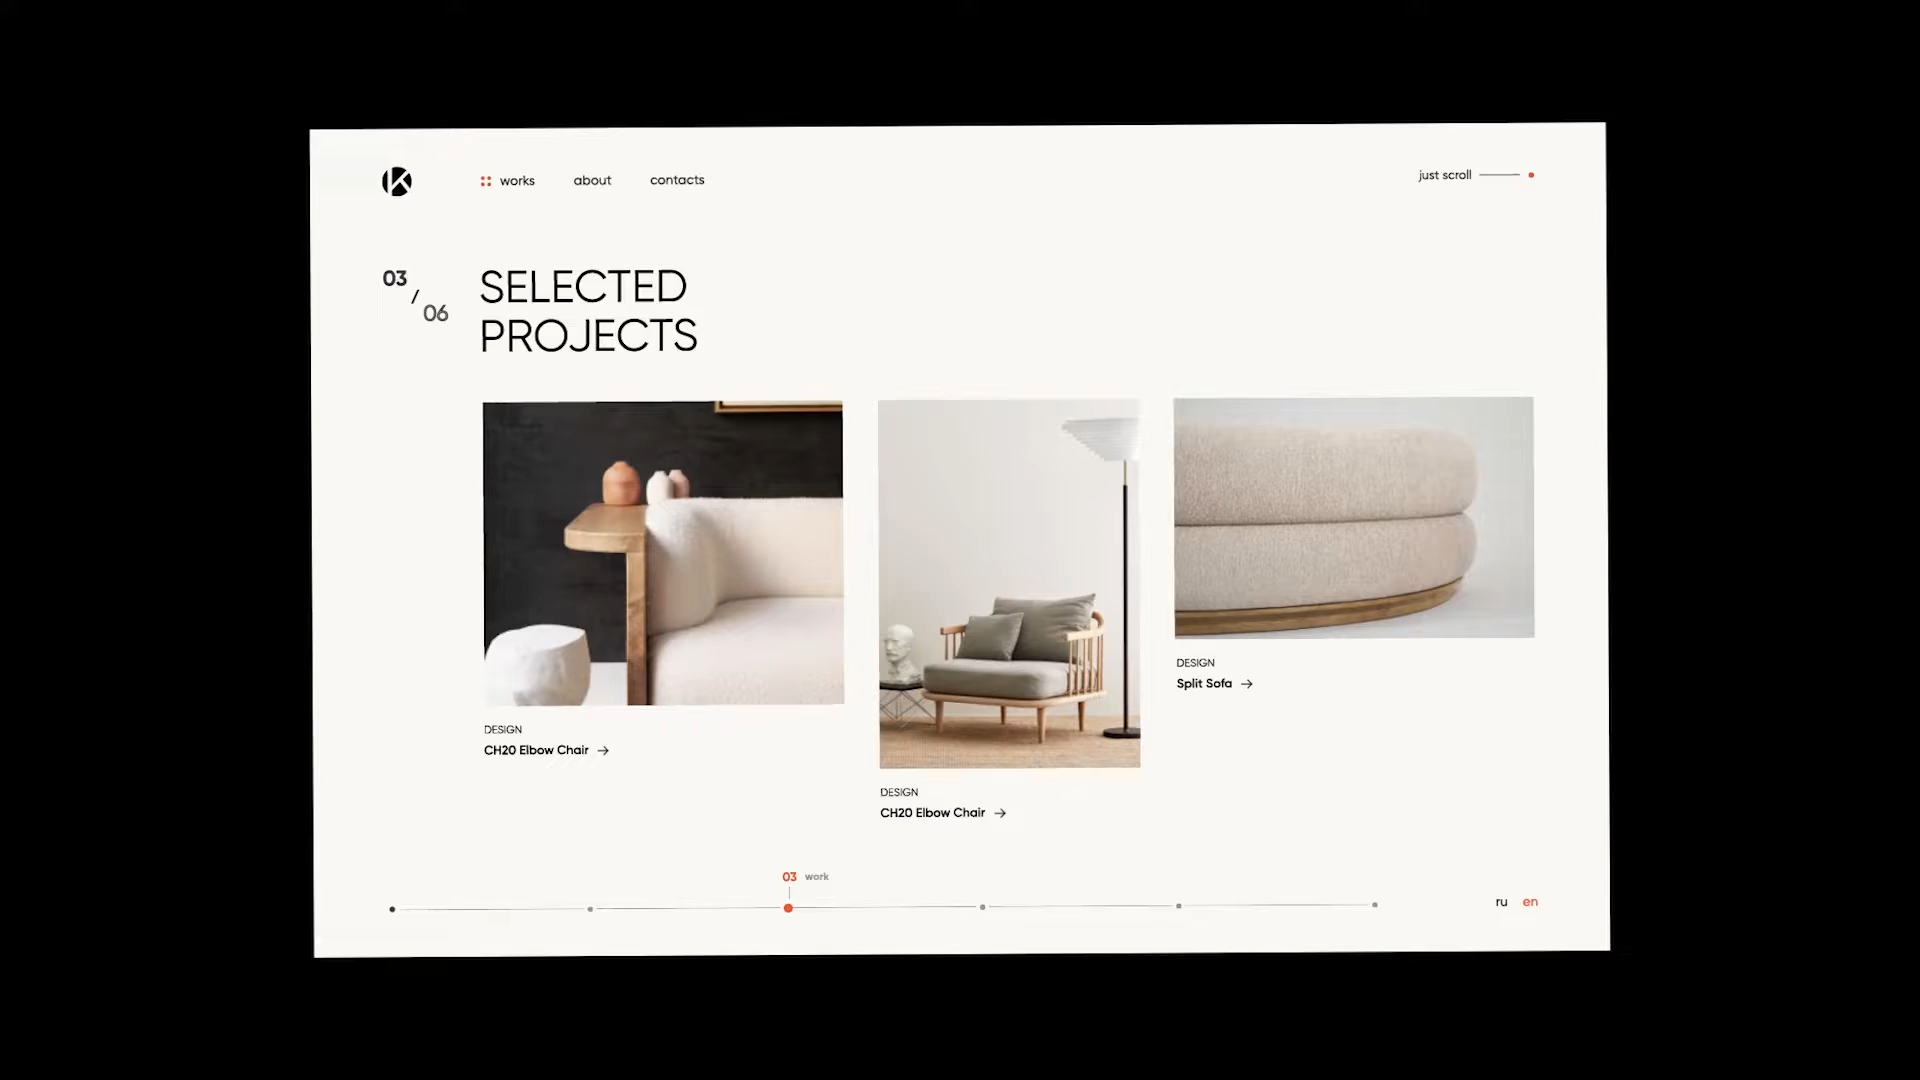 works about contacts
just scroll
03 / 06
SELECTED
PROJECTS
DESIGN
CH20 Elbow Chair →
DESIGN
CH20 Elbow Chair →
DESIGN
Split Sofa →
03 work
ru en